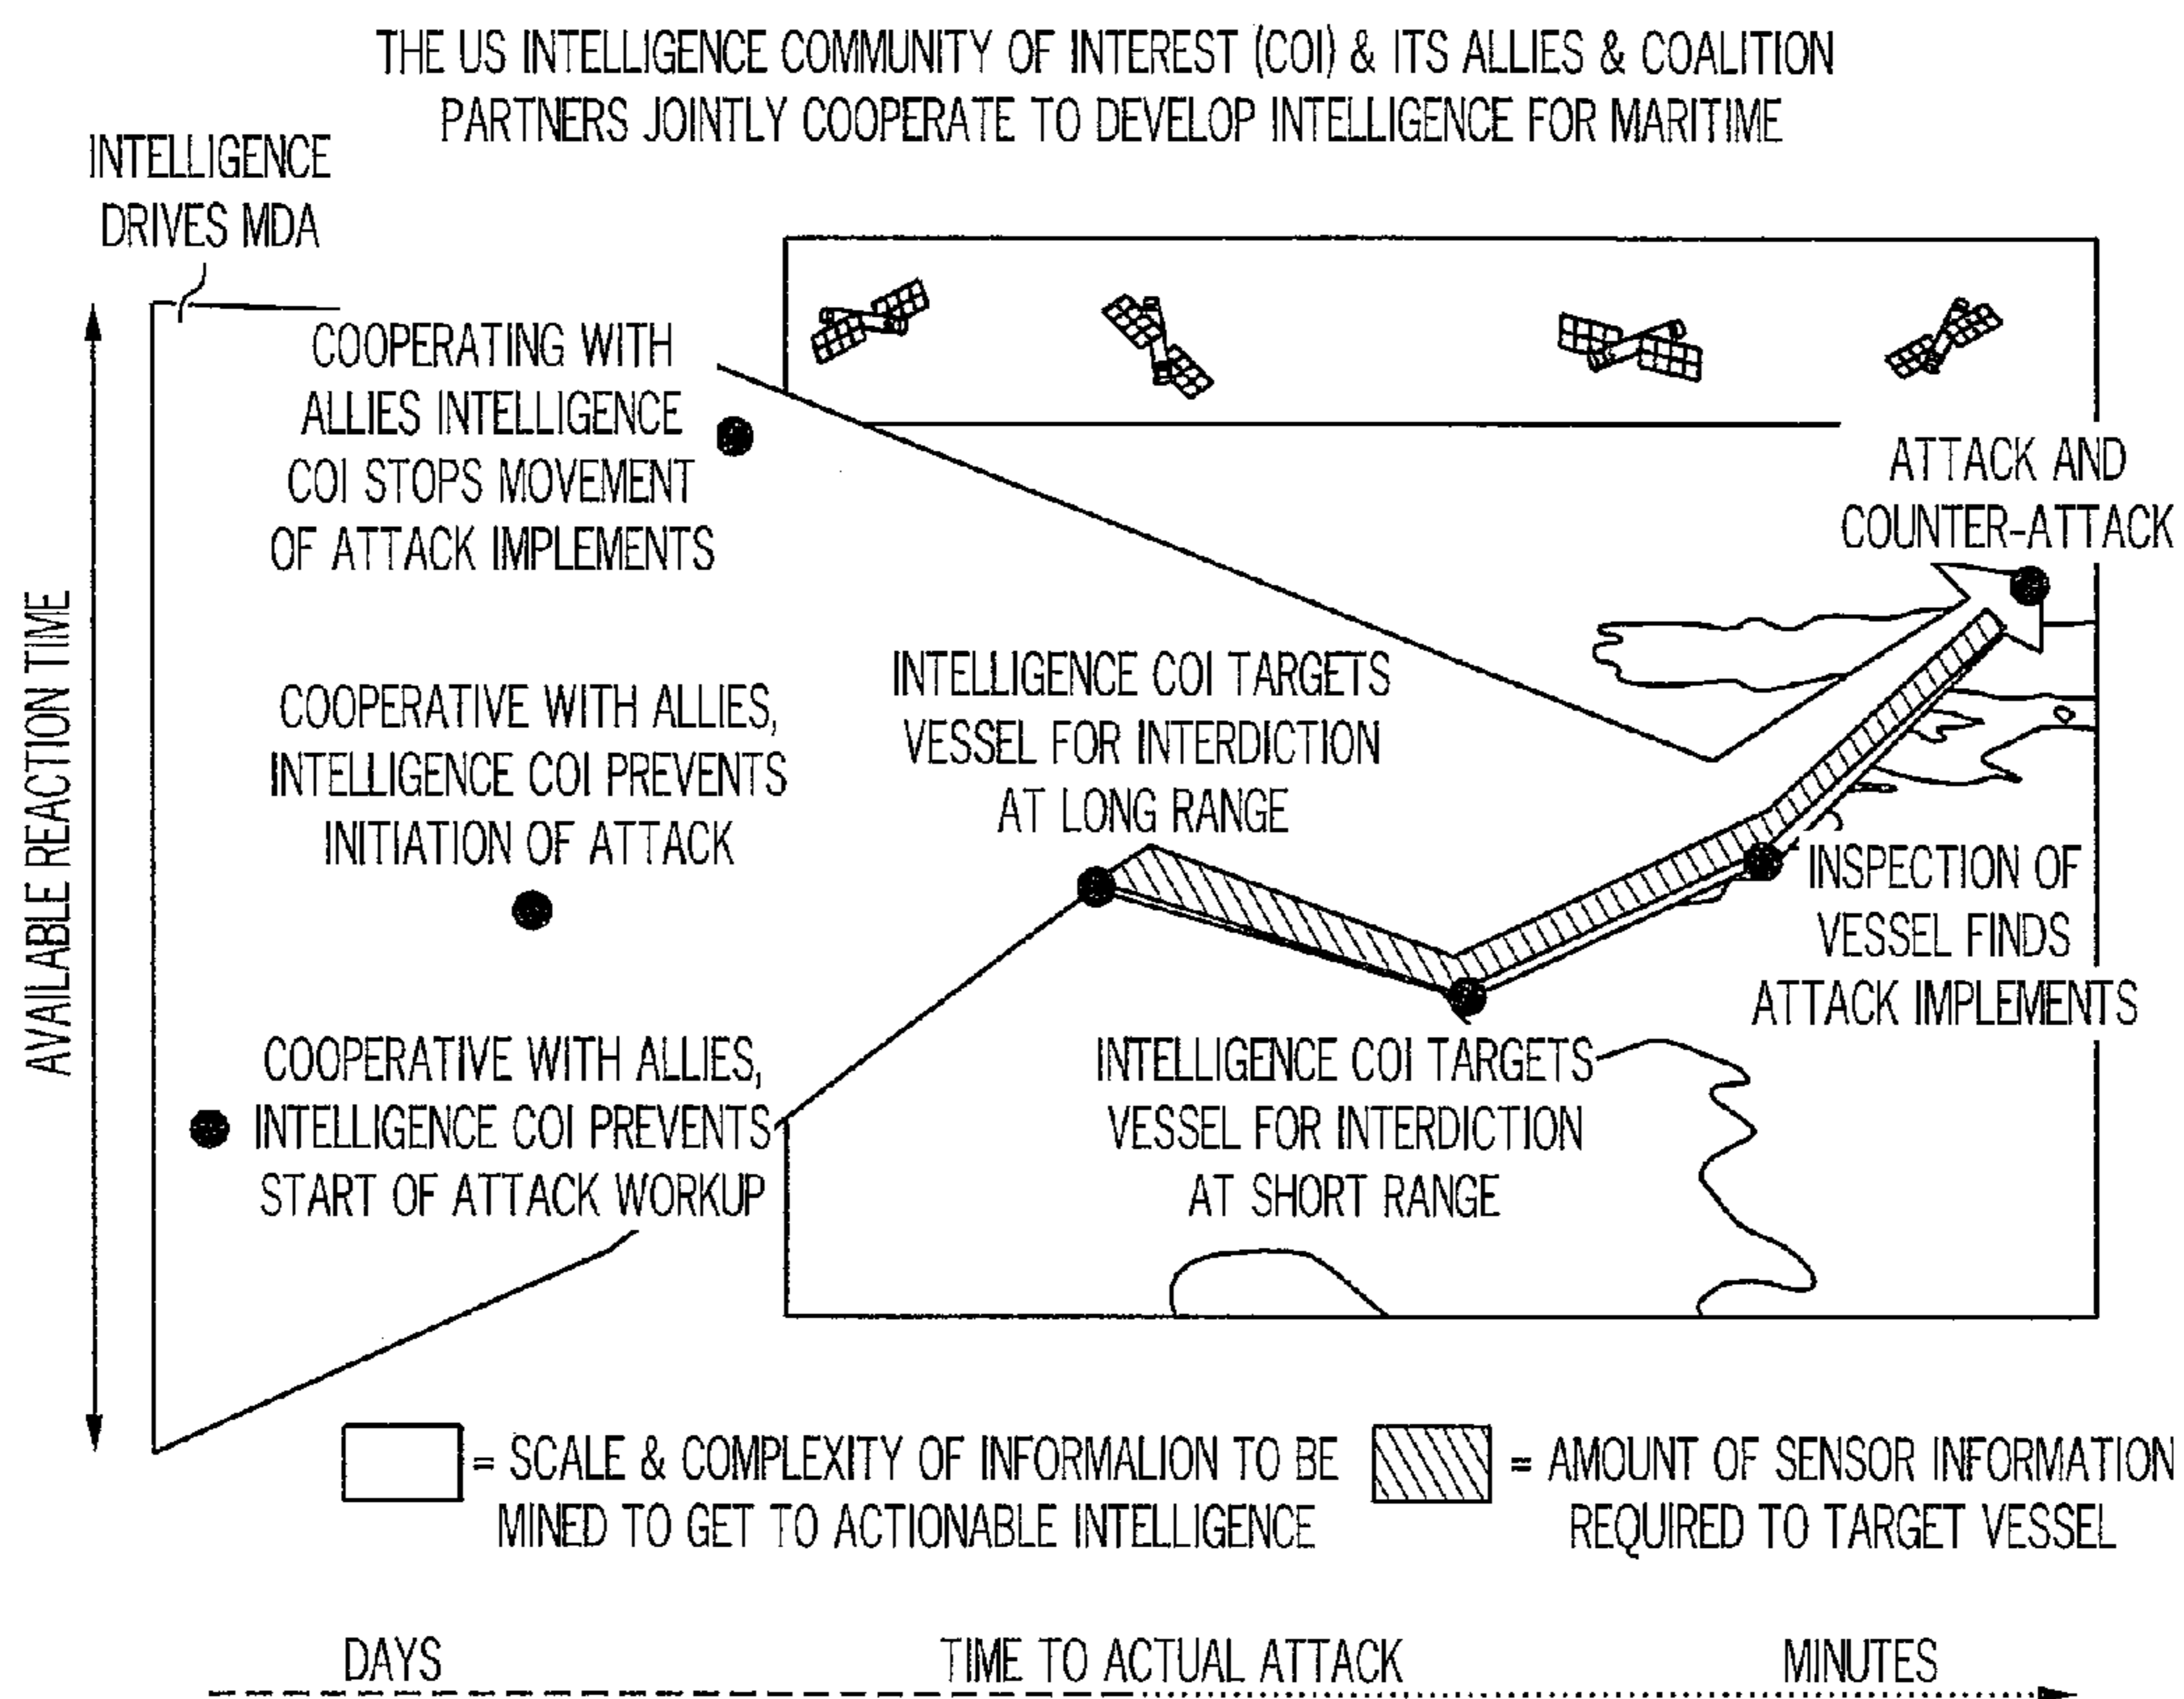 THE US INTELLIGENCE COMMUNITY OF INTEREST (COI) & ITS ALLIES & COALITION
PARTNERS JOINTLY COOPERATE TO DEVELOP INTELLIGENCE FOR MARITIME
INTELLIGENCE
DRIVES MDA
AVAILABLE REACTION TIME
COOPERATING WITH
ALLIES INTELLIGENCE
COI STOPS MOVEMENT
OF ATTACK IMPLEMENTS
ATTACK AND
COUNTER-ATTACK
COOPERATIVE WITH ALLIES,
INTELLIGENCE COI PREVENTS
INITIATION OF ATTACK
INTELLIGENCE COI TARGETS
VESSEL FOR INTERDICTION
AT LONG RANGE
INSPECTION OF
VESSEL FINDS
ATTACK IMPLEMENTS
COOPERATIVE WITH ALLIES,
INTELLIGENCE COI PREVENTS
START OF ATTACK WORKUP
INTELLIGENCE COI TARGETS
VESSEL FOR INTERDICTION
AT SHORT RANGE
= SCALE & COMPLEXITY OF INFORMALION TO BE
MINED TO GET TO ACTIONABLE INTELLIGENCE
= AMOUNT OF SENSOR INFORMATION
REQUIRED TO TARGET VESSEL
DAYS
TIME TO ACTUAL ATTACK
MINUTES